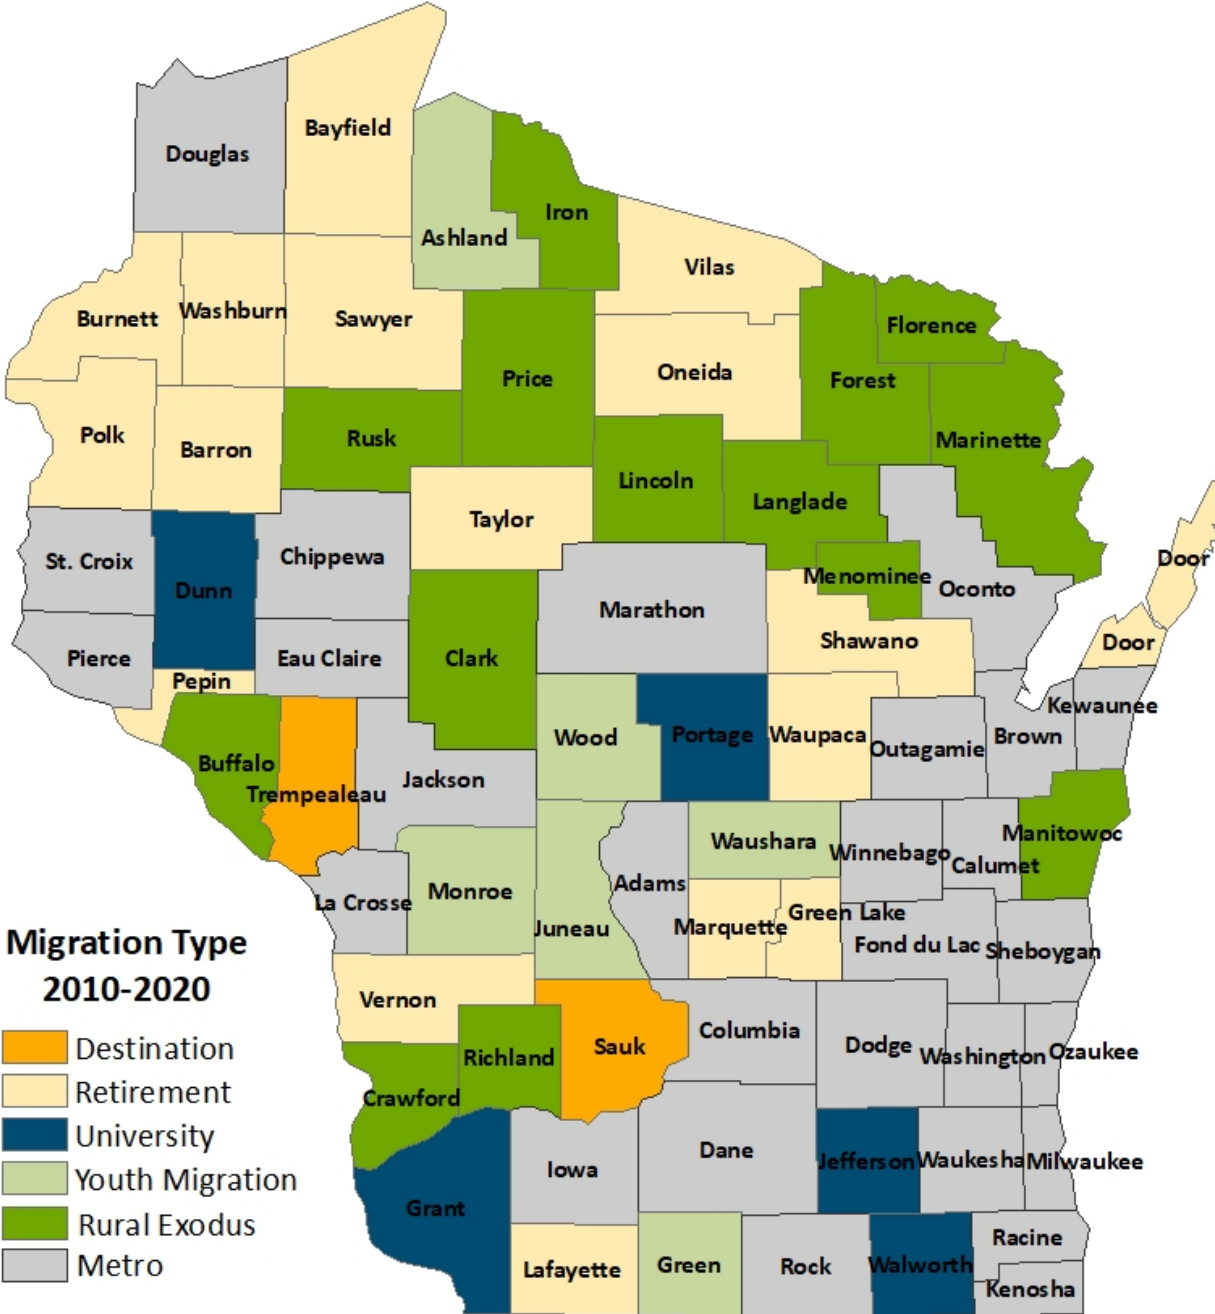 Bayfield
Douglas
Iron
Ashland
Vilas
Burnett
Washburn
Sawyer
Florence
Price
Oneida
Forest
Polk
Barron
Rusk
Marinette
Lincoln
Langlade
Taylor
St. Croix
Chippewa
Door
Dunn
Menominee
Oconto
Marathon
Shawano
Door
Pierce
Eau Claire
Clark
Pepin
Kewaunee
Wood
Portage
Waupaca
Outagamie
Brown
Buffalo
Trempealeau
Jackson
Manitowoc
Waushara
Winnebago
Calumet
Monroe
Adams
La Crosse
Juneau
Marquette
Green Lake
Fond du Lac
Sheboygan
Vernon
Richland
Sauk
Columbia
Dodge
Washington
Ozaukee
Crawford
Iowa
Dane
Jefferson
Waukesha
Milwaukee
Grant
Lafayette
Green
Rock
Walworth
Racine
Kenosha
Migration Type
2010-2020
Destination
Retirement
University
Youth Migration
Rural Exodus
Metro